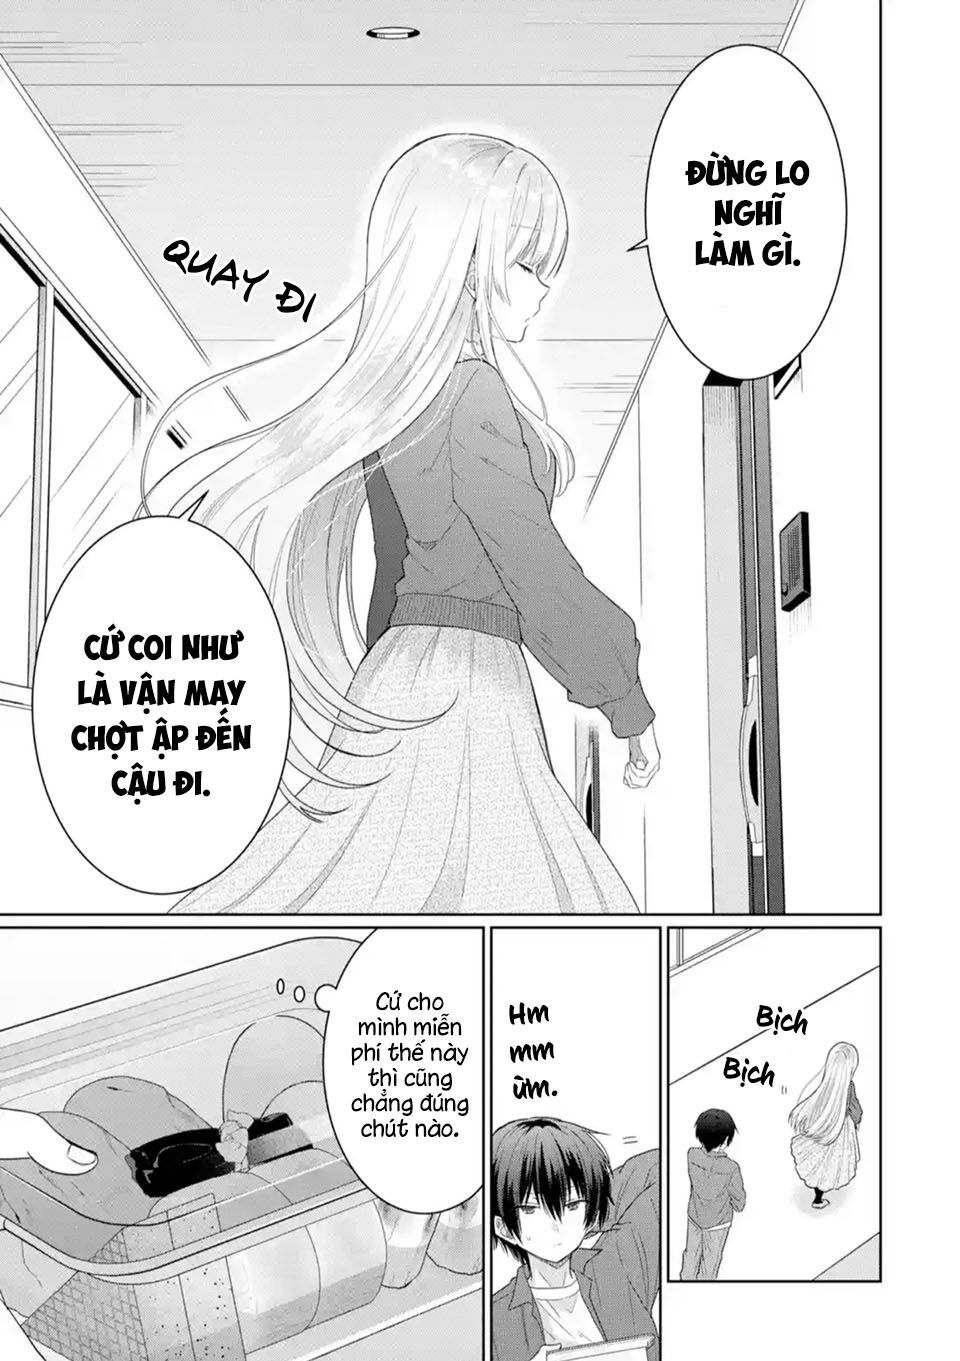 ĐỪNG LO
NGHĨ
LÀM GÌ.
QUAY ĐI
CỨ COI NHƯ
LÀ VẬN MAY
CHỢT ẬP ĐẾN
CẬU ĐI.
Bịch
Bịch
Hm
mm
ừm.
Cứ cho
mình miễn
phí thế này
thì cũng
chẳng đúng
chút nào.